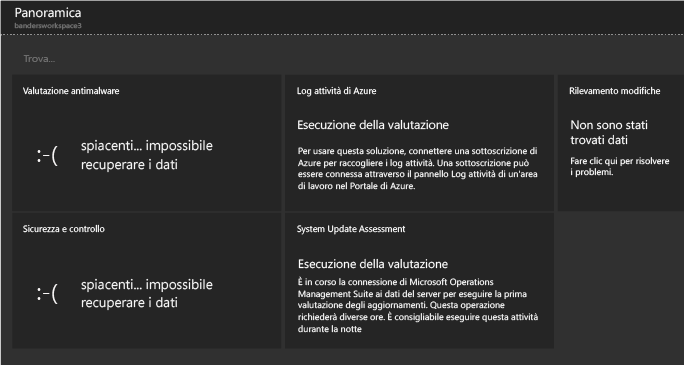 Panoramica
bandersworkspace3
Trova...
Valutazione antimalware
:-(
spiacenti... impossibile
recuperare i dati
Log attività di Azure
Esecuzione della valutazione
Per usare questa soluzione, connettere una sottoscrizione di
Azure per raccogliere i log attività. Una sottoscrizione può
essere connessa attraverso il pannello Log attività di un'area
di lavoro nel Portale di Azure.
Rilevamento modifiche
Non sono stati
trovati dati
Fare clic qui per risolvere
i problemi.
Sicurezza e controllo
:-(
spiacenti... impossibile
recuperare i dati
System Update Assessment
Esecuzione della valutazione
È in corso la connessione di Microsoft Operations
Management Suite ai dati del server per eseguire la prima
valutazione degli aggiornamenti. Questa operazione
richiederà diverse ore. È consigliabile eseguire questa attività
durante la notte